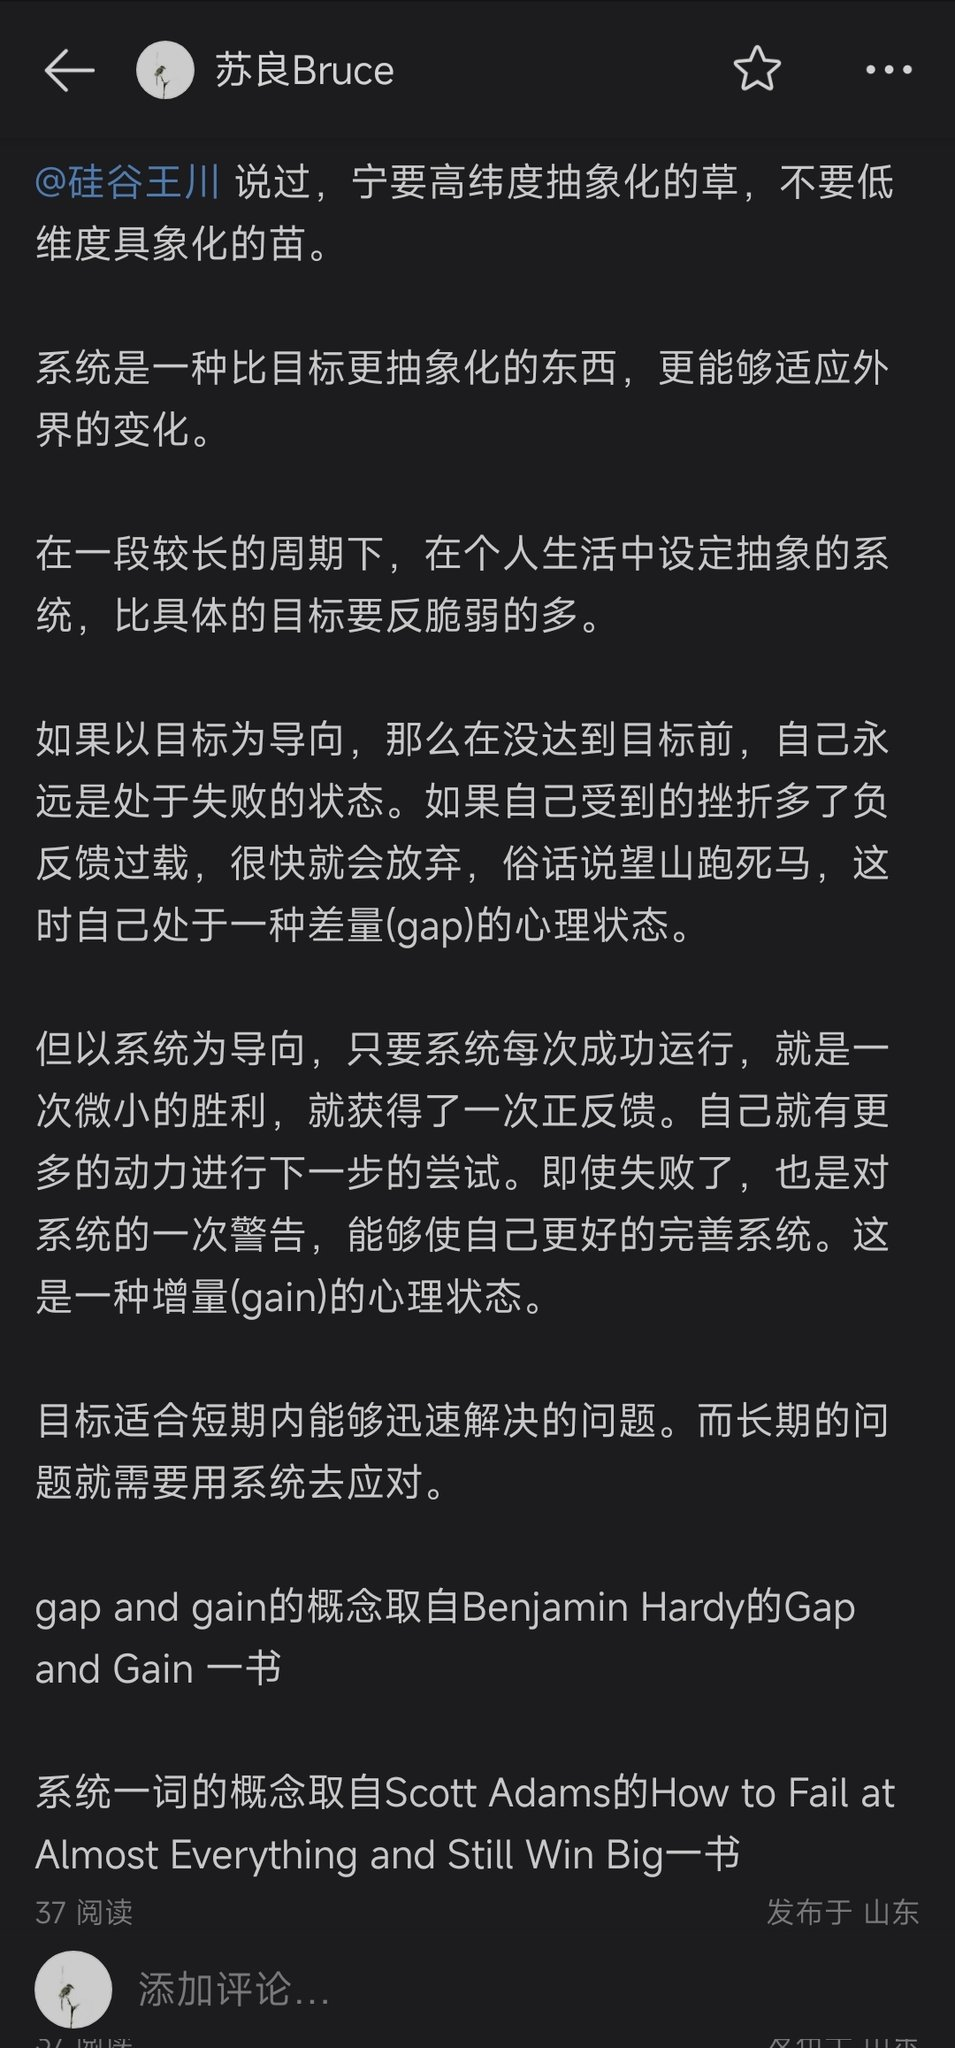 苏良Bruce
@硅谷王川 说过，宁要高纬度抽象化的草，不要低
维度具象化的苗。
系统是一种比目标更抽象化的东西，更能够适应外
界的变化。
在一段较长的周期下，在个人生活中设定抽象的系
统，比具体的目标要反脆弱的多。
如果以目标为导向，那么在没达到目标前，自己永
远是处于失败的状态。如果自己受到的挫折多了负
反馈过载，很快就会放弃，俗话说望山跑死马，这
时自己处于一种差量(gap)的心理状态。
但以系统为导向，只要系统每次成功运行，就是一
次微小的胜利，就获得了一次正反馈。自己就有更
多的动力进行下一步的尝试。即使失败了，也是对
系统的一次警告，能够使自己更好的完善系统。这
是一种增量(gain)的心理状态。
目标适合短期内能够迅速解决的问题。而长期的问
题就需要用系统去应对。
gap and gain的概念取自Benjamin Hardy的Gap
and Gain 一书
系统一词的概念取自Scott Adams的How to Fail at
Almost Everything and Still Win Big一书
37 阅读 发布于 山东
添加评论...
37 阅读 发布于 山东